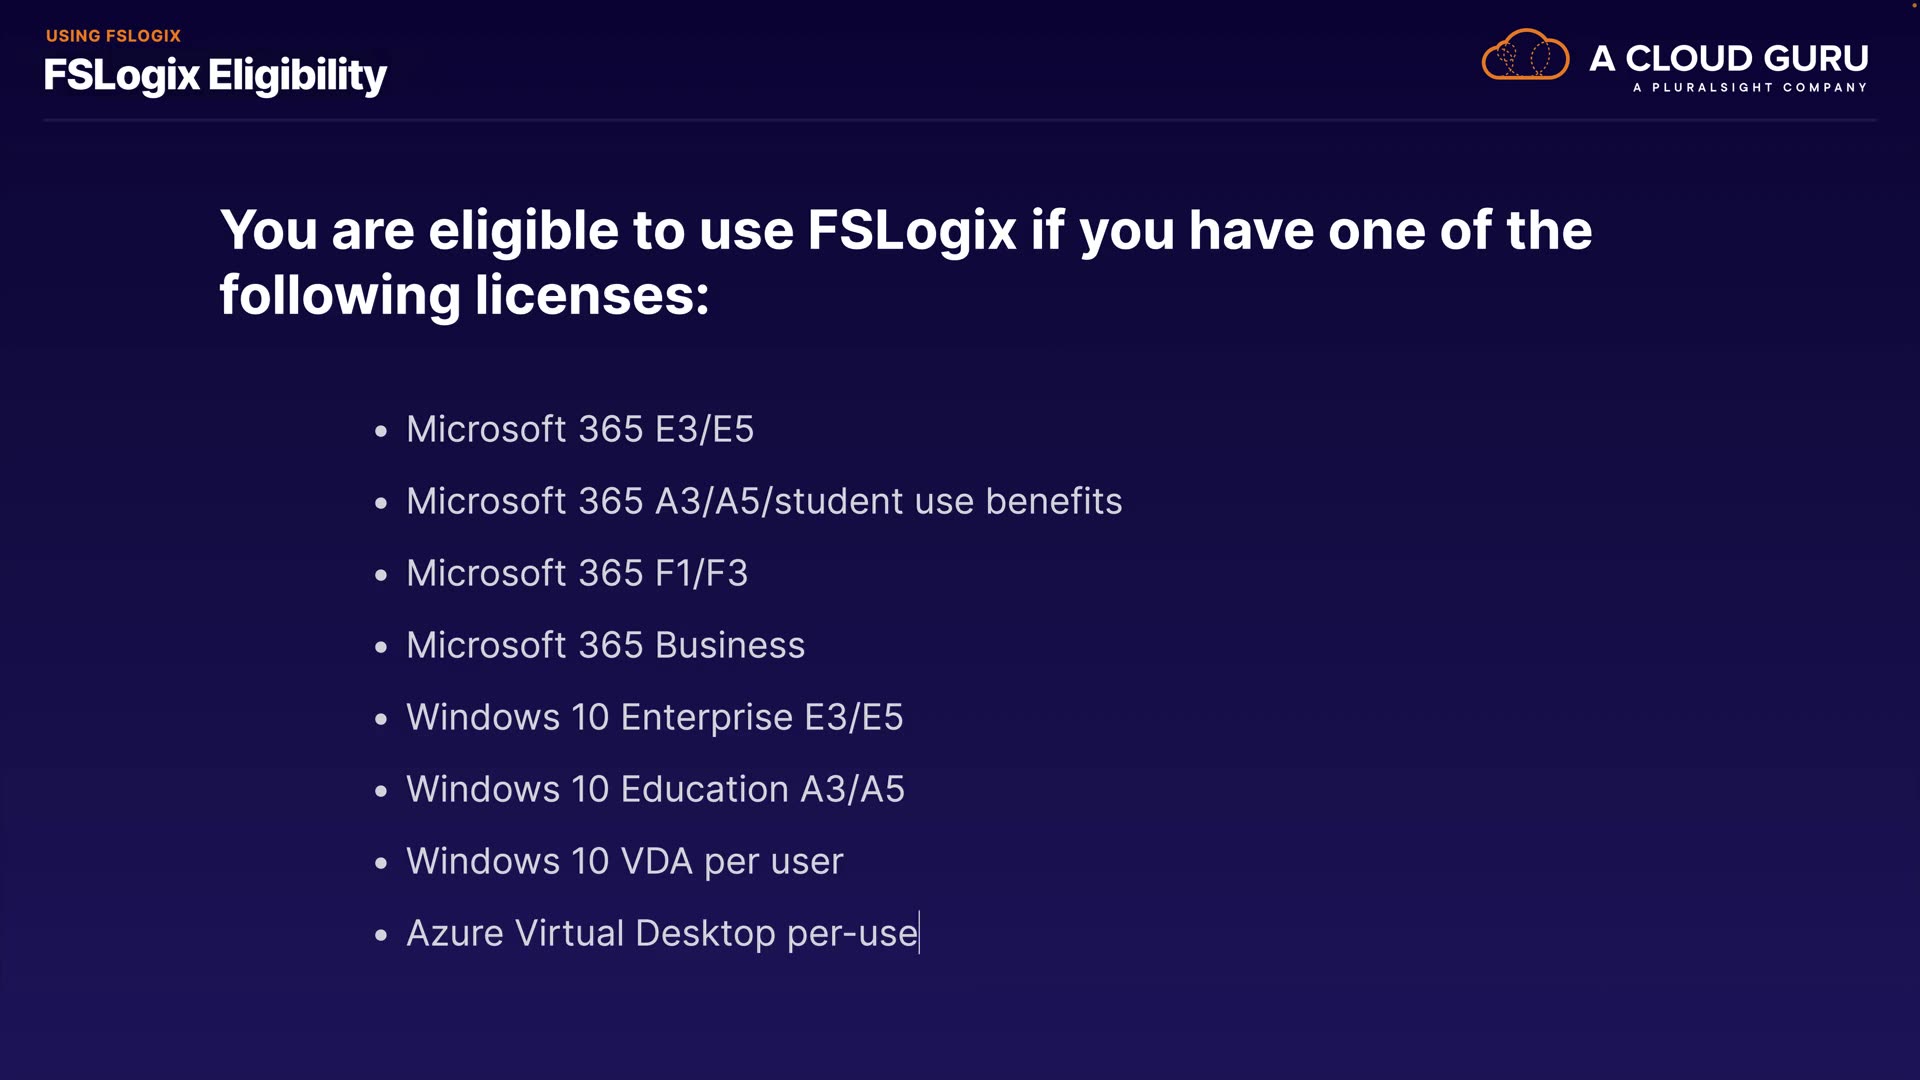 USING FSLOGIX
FSLogix Eligibility
A CLOUD GURU
A PLURALSIGHT COMPANY
You are eligible to use FSLogix if you have one of the
following licenses:
• Microsoft 365 E3/E5
• Microsoft 365 A3/A5/student use benefits
• Microsoft 365 F1/F3
• Microsoft 365 Business
• Windows 10 Enterprise E3/E5
• Windows 10 Education A3/A5
• Windows 10 VDA per user
• Azure Virtual Desktop per-use